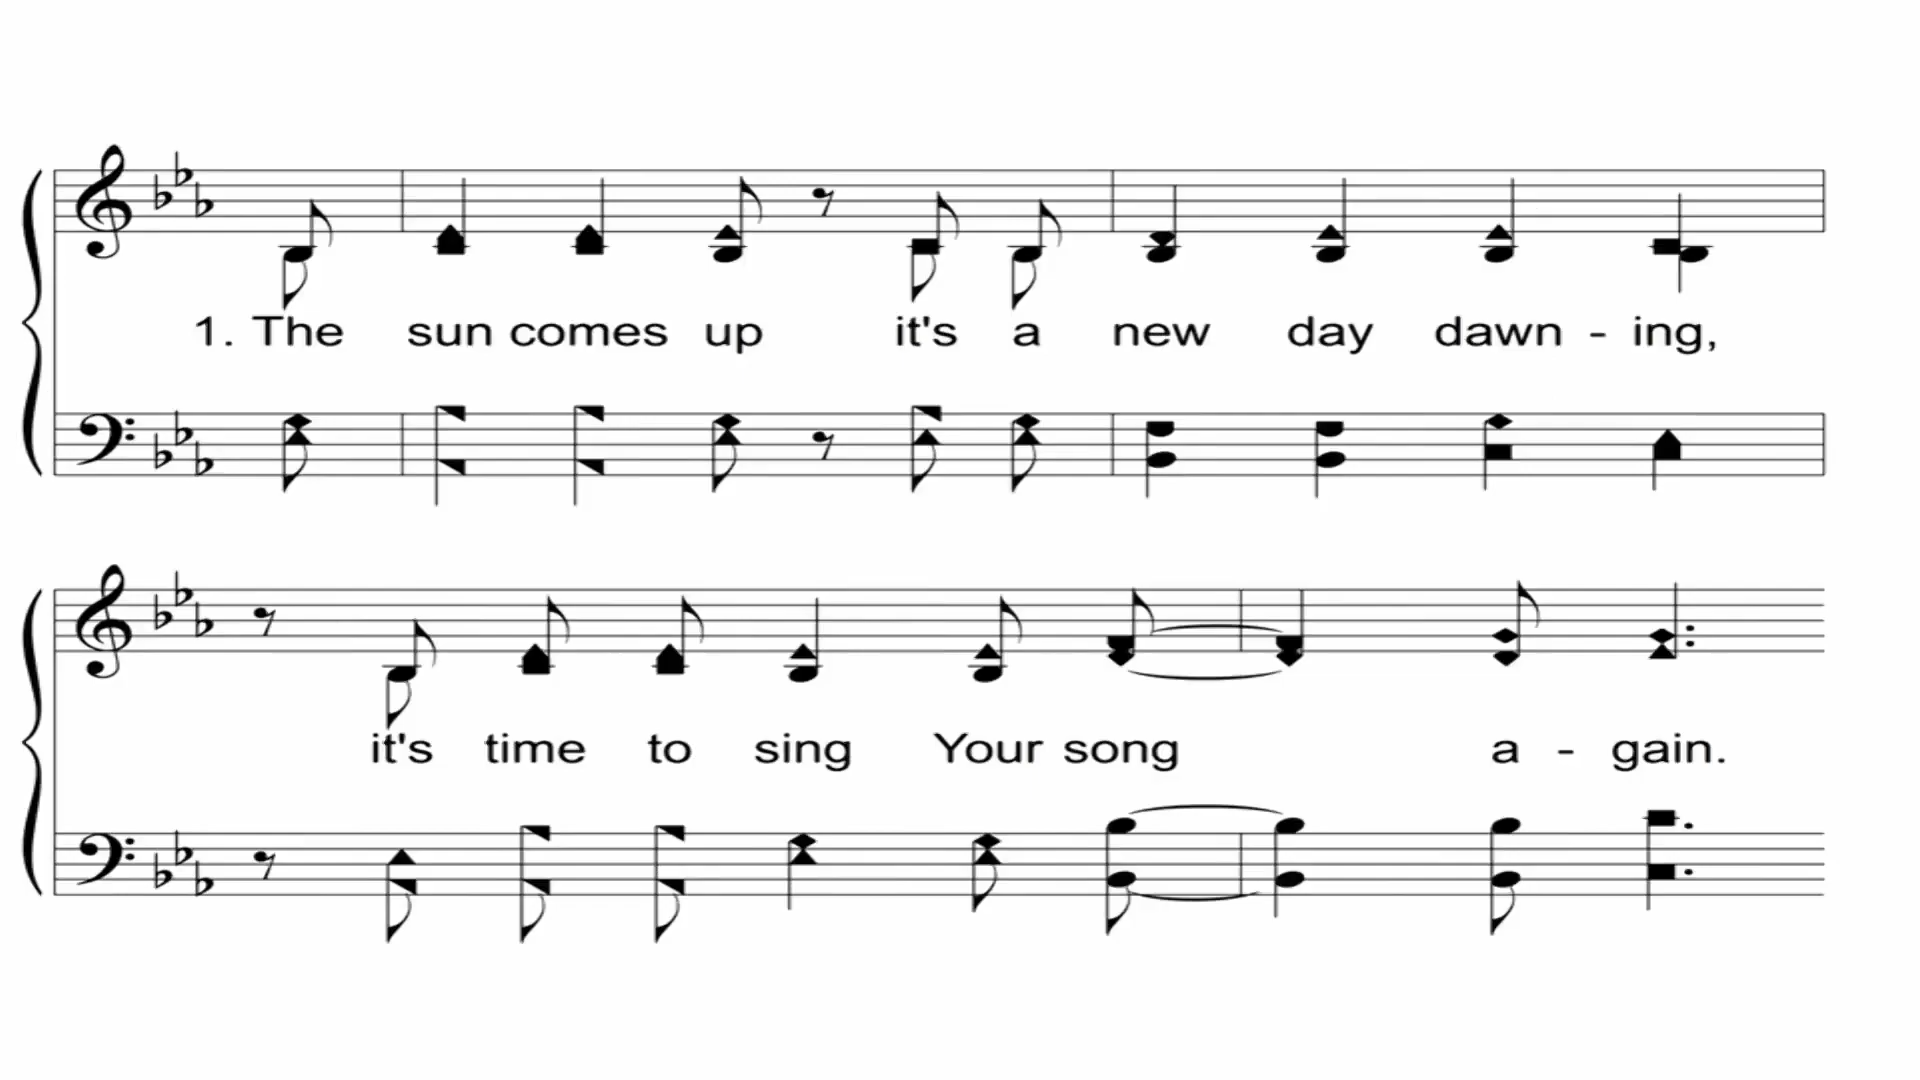 1. The sun comes up it's a new day dawn - ing,
it's time to sing Your song a - gain.